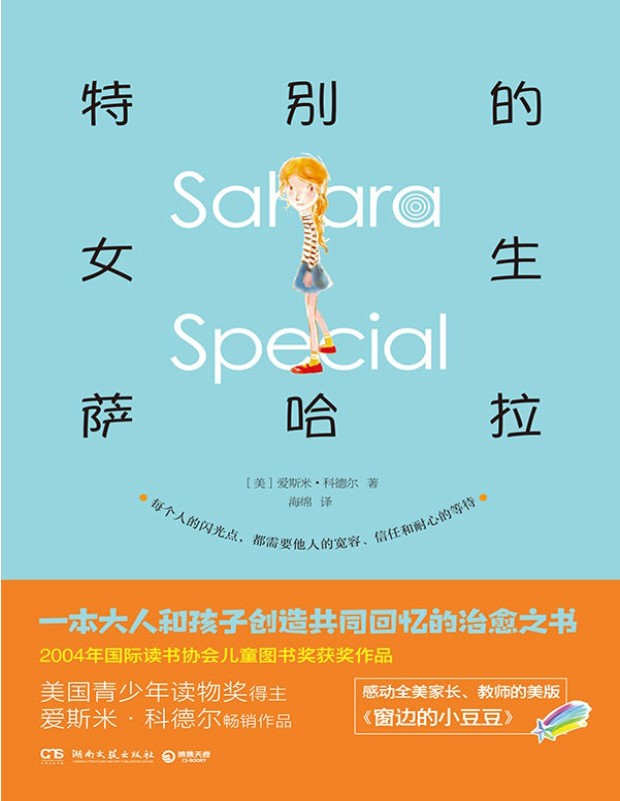 特别的
Sahara
女生
Special
萨哈拉
[美]爱斯米·科德尔 著
海绵 译
每个人的闪光点，都需要他人的宽容、信任和耐心的等待
一本大人和孩子创造共同回忆的治愈之书
2004年国际读书协会儿童图书奖获奖作品
美国青少年读物奖得主
爱斯米·科德尔畅销作品
感动全美家长、教师的美版
《窗边的小豆豆》
湖南文艺出版社
博集天卷
CS-BOOKY